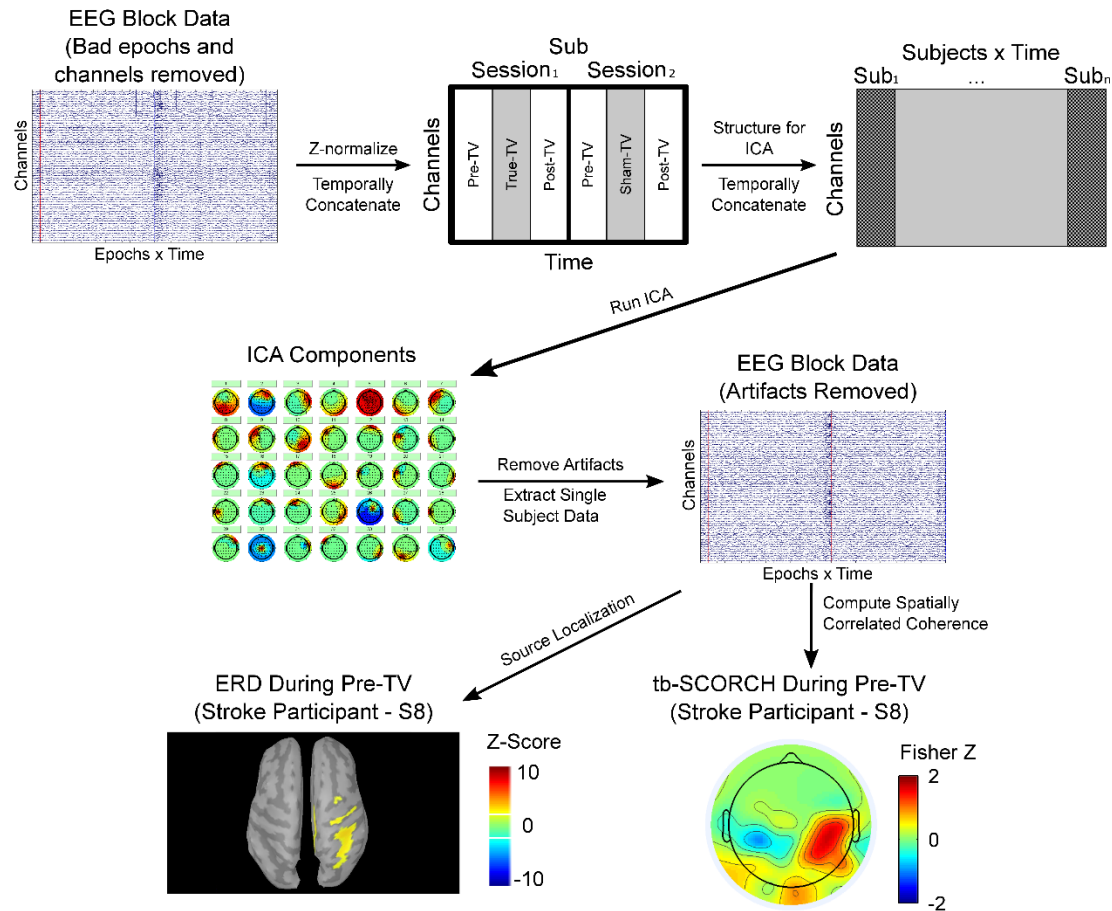 EEG Block Data
(Bad epochs and
channels removed)
Channels
Epochs x Time
Z-normalize
Temporally
Concatenate
Sub
Session₁ Session₂
Channels
Pre-TV
True-TV
Post-TV
Pre-TV
Sham-TV
Post-TV
Time
Structure for
ICA
Temporally
Concatenate
Subjects x Time
Sub₁ ... Subₙ
Channels
Run ICA
ICA Components
Remove Artifacts
Extract Single
Subject Data
EEG Block Data
(Artifacts Removed)
Channels
Epochs x Time
Source Localization
Compute Spatially
Correlated Coherence
ERD During Pre-TV
(Stroke Participant - S8)
Z-Score
10
0
-10
tb-SCORCH During Pre-TV
(Stroke Participant - S8)
Fisher Z
2
0
-2